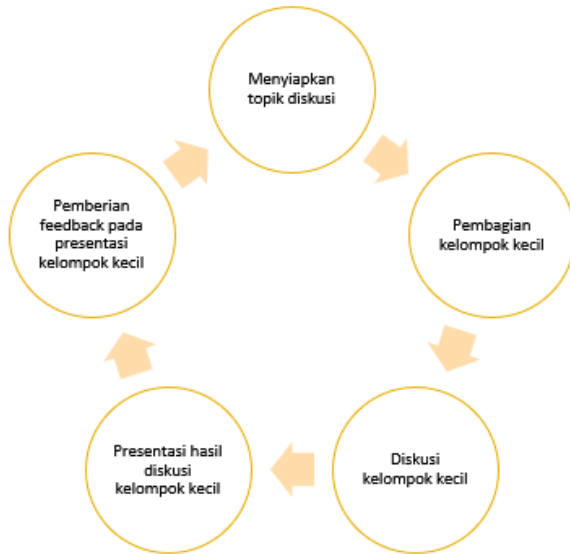 Menyiapkan
topik diskusi
Pembagian
kelompok kecil
Diskusi
kelompok kecil
Presentasi hasil
diskusi
kelompok kecil
Pemberian
feedback pada
presentasi
kelompok kecil